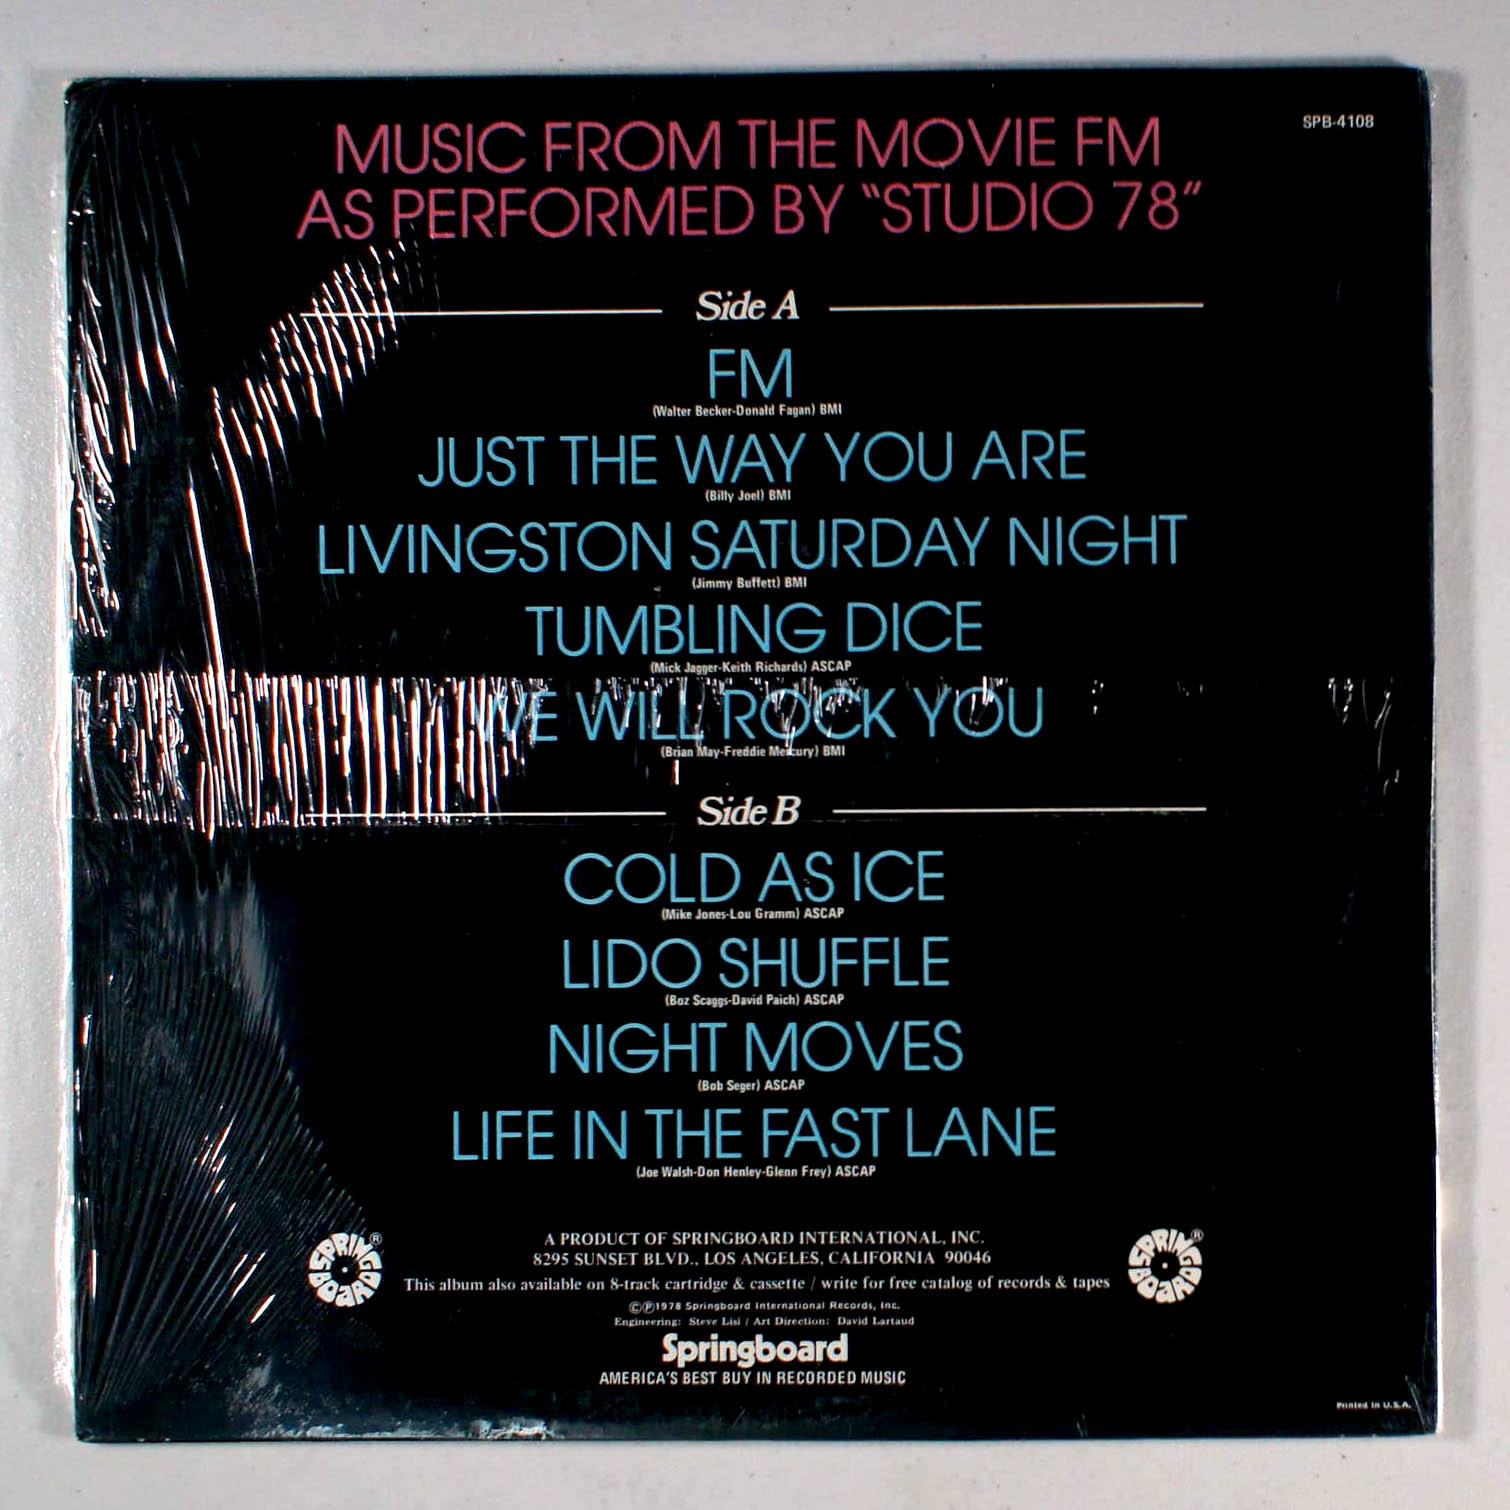 SPB-4108
MUSIC FROM THE MOVIE FM
AS PERFORMED BY "STUDIO 78"
Side A
FM
(Walter Becker-Donald Fagan) BMI
JUST THE WAY YOU ARE
(Billy Joel) BMI
LIVINGSTON SATURDAY NIGHT
(Jimmy Buffett) BMI
TUMBLING DICE
(Mick Jagger-Keith Richards) ASCAP
WE WILL ROCK YOU
(Brian May-Freddie Mercury) BMI
Side B
COLD AS ICE
(Mike Jones-Lou Gramm) ASCAP
LIDO SHUFFLE
(Boz Scaggs-David Paich) ASCAP
NIGHT MOVES
(Bob Seger) ASCAP
LIFE IN THE FAST LANE
(Joe Walsh-Don Henley-Glenn Frey) ASCAP
SPRINGBOARD ®
A PRODUCT OF SPRINGBOARD INTERNATIONAL, INC.
8295 SUNSET BLVD., LOS ANGELES, CALIFORNIA 90046
This album also available on 8-track cartridge & cassette / write for free catalog of records & tapes
©℗1978 Springboard International Records, Inc.
Engineering: Steve Lisi / Art Direction: David Lartaud
SPRINGBOARD ®
Springboard
AMERICA'S BEST BUY IN RECORDED MUSIC
Printed in U.S.A.